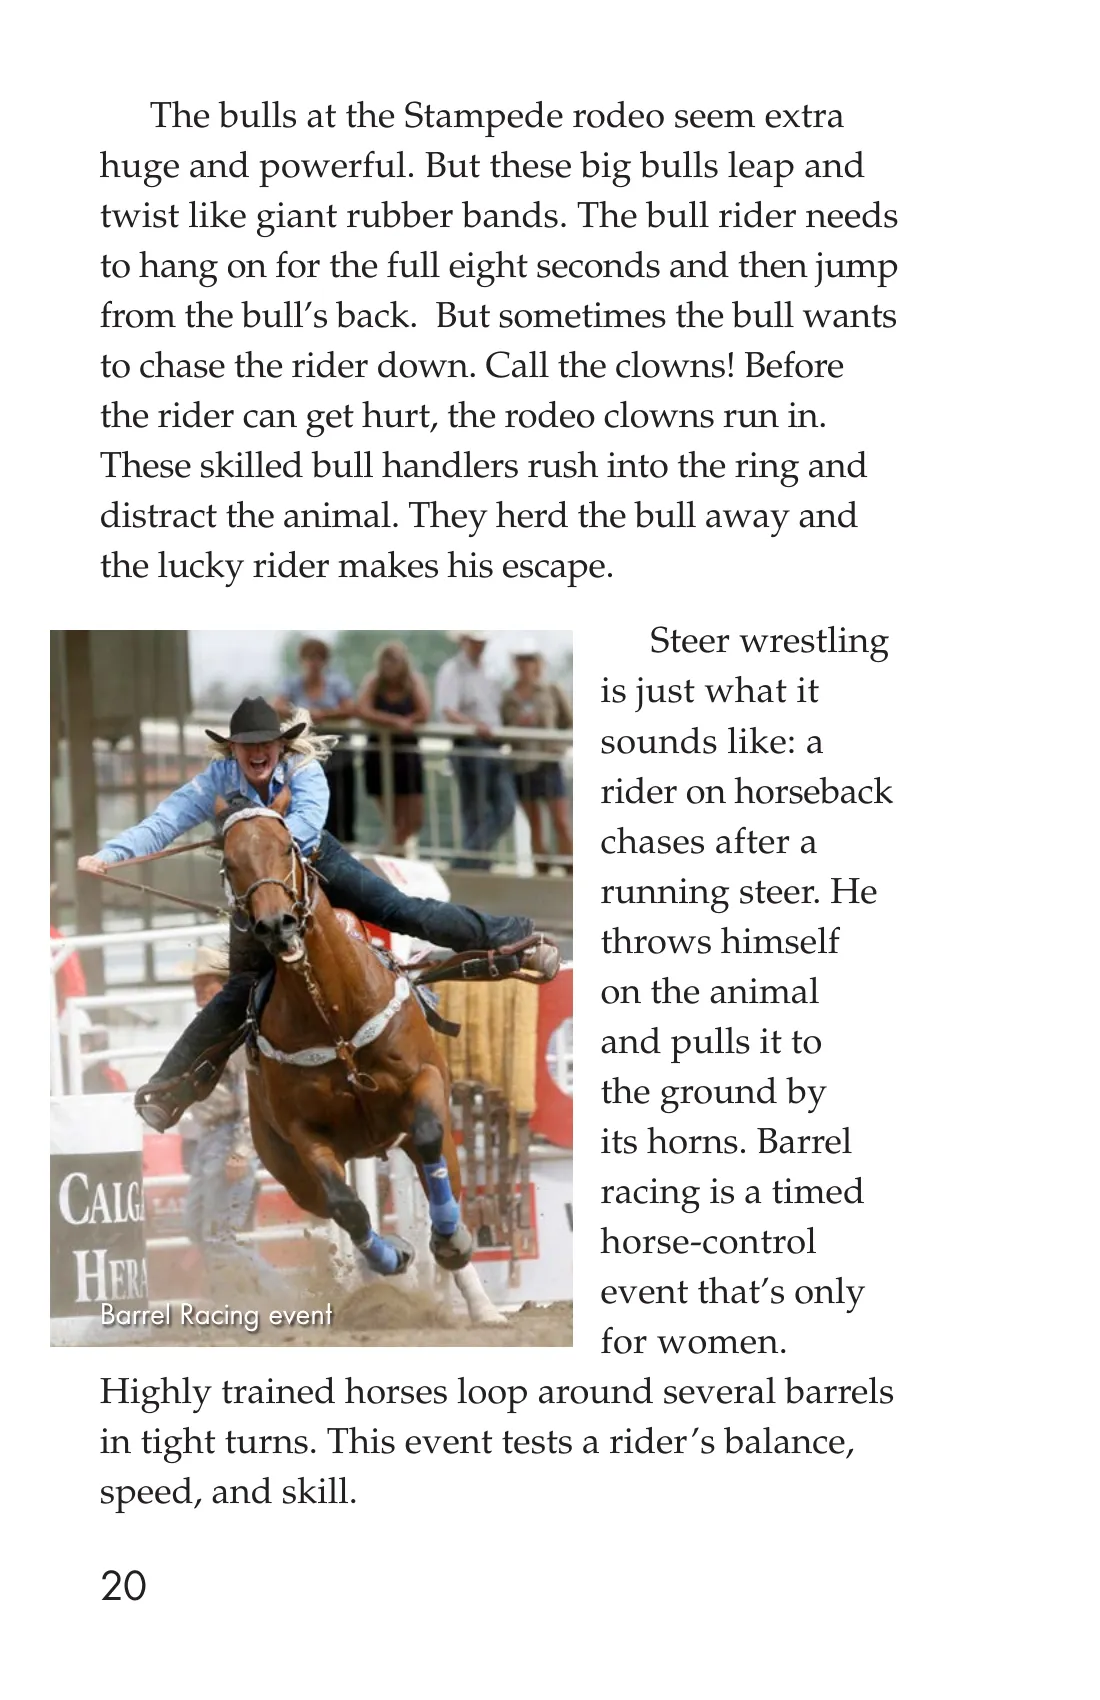 The bulls at the Stampede rodeo seem extra
huge and powerful. But these big bulls leap and
twist like giant rubber bands. The bull rider needs
to hang on for the full eight seconds and then jump
from the bull’s back.  But sometimes the bull wants
to chase the rider down. Call the clowns! Before
the rider can get hurt, the rodeo clowns run in.
These skilled bull handlers rush into the ring and
distract the animal. They herd the bull away and
the lucky rider makes his escape.
Steer wrestling
is just what it
sounds like: a
rider on horseback
chases after a
running steer. He
throws himself
on the animal
and pulls it to
the ground by
its horns. Barrel
racing is a timed
horse-control
event that’s only
for women.
Highly trained horses loop around several barrels
in tight turns. This event tests a rider’s balance,
speed, and skill.
CALG
HERA
Barrel Racing event
20